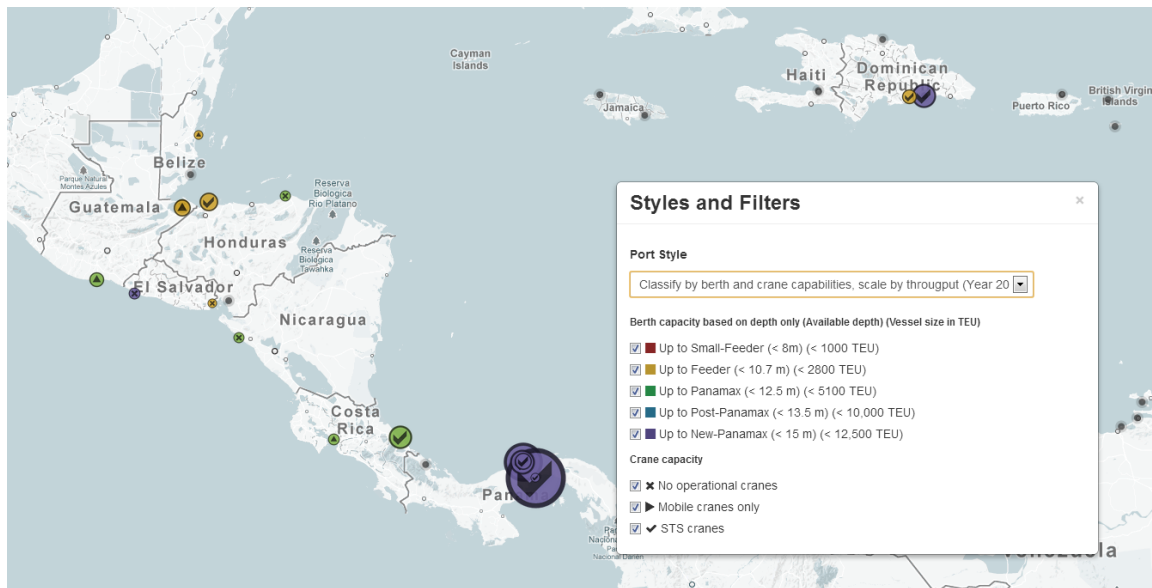 Cayman
Islands
Haiti
Dominican
Republic
Jamaica
Puerto Rico
British Virgin
Islands
Belize
Parque Natural
Montes Azules
Guatemala
Reserva
Biologica
Rio Platano
Honduras
Reserva
Biologica
Tawahka
El Salvador
Nicaragua
Costa
Rica
Pan
Venezuela
Styles and Filters
×
Port Style
Classify by berth and crane capabilities, scale by througput (Year 20
Berth capacity based on depth only (Available depth) (Vessel size in TEU)
Up to Small-Feeder (< 8m) (< 1000 TEU)
Up to Feeder (< 10.7 m) (< 2800 TEU)
Up to Panamax (< 12.5 m) (< 5100 TEU)
Up to Post-Panamax (< 13.5 m) (< 10,000 TEU)
Up to New-Panamax (< 15 m) (< 12,500 TEU)
Crane capacity
No operational cranes
Mobile cranes only
STS cranes